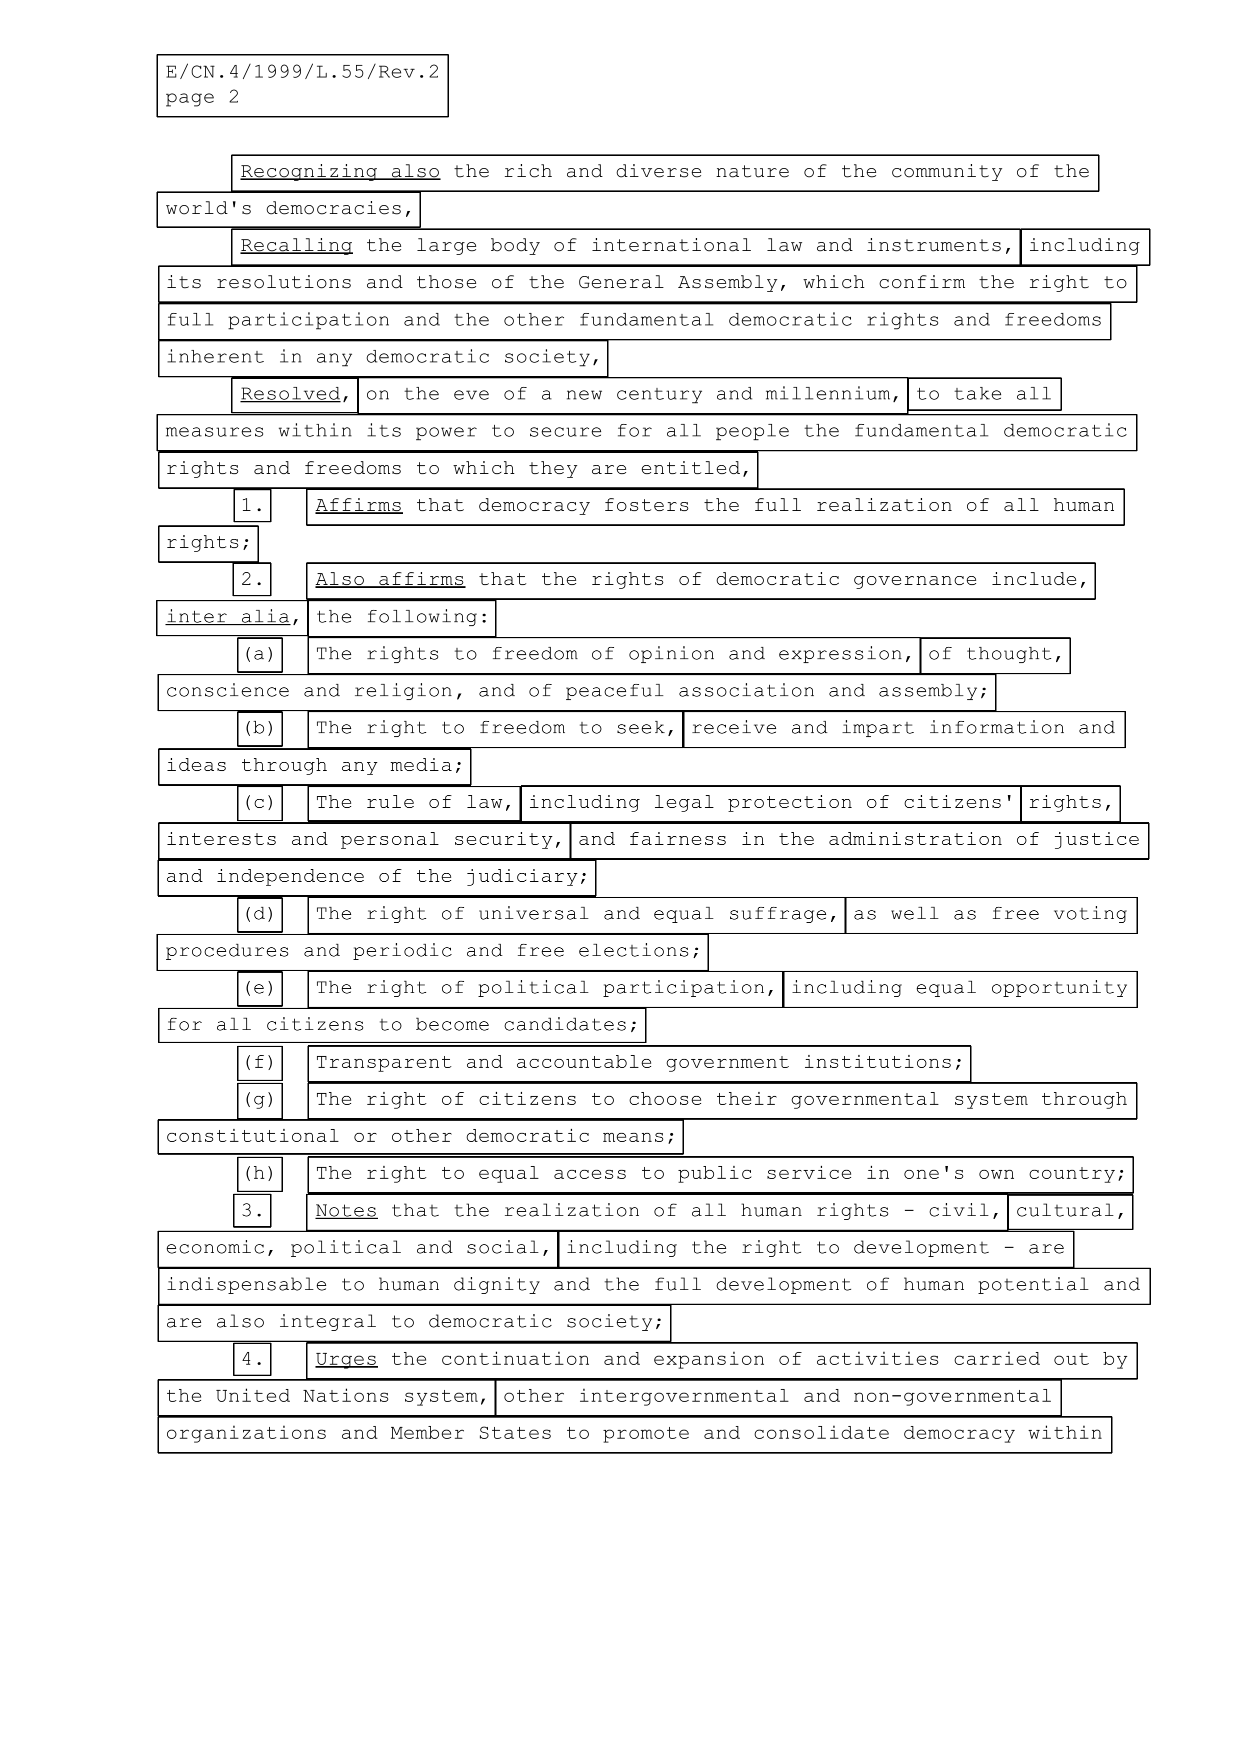 E/CN.4/1999/L.55/Rev.2
page 2
Recognizing also the rich and diverse nature of the community of the
world's democracies,
Recalling the large body of international law and instruments, including
its resolutions and those of the General Assembly, which confirm the right to
full participation and the other fundamental democratic rights and freedoms
inherent in any democratic society,
Resolved, on the eve of a new century and millennium, to take all
measures within its power to secure for all people the fundamental democratic
rights and freedoms to which they are entitled,
1. Affirms that democracy fosters the full realization of all human
rights;
2. Also affirms that the rights of democratic governance include,
inter alia, the following:
(a) The rights to freedom of opinion and expression, of thought,
conscience and religion, and of peaceful association and assembly;
(b) The right to freedom to seek, receive and impart information and
ideas through any media;
(c) The rule of law, including legal protection of citizens' rights,
interests and personal security, and fairness in the administration of justice
and independence of the judiciary;
(d) The right of universal and equal suffrage, as well as free voting
procedures and periodic and free elections;
(e) The right of political participation, including equal opportunity
for all citizens to become candidates;
(f) Transparent and accountable government institutions;
(g) The right of citizens to choose their governmental system through
constitutional or other democratic means;
(h) The right to equal access to public service in one's own country;
3. Notes that the realization of all human rights - civil, cultural,
economic, political and social, including the right to development - are
indispensable to human dignity and the full development of human potential and
are also integral to democratic society;
4. Urges the continuation and expansion of activities carried out by
the United Nations system, other intergovernmental and non-governmental
organizations and Member States to promote and consolidate democracy within